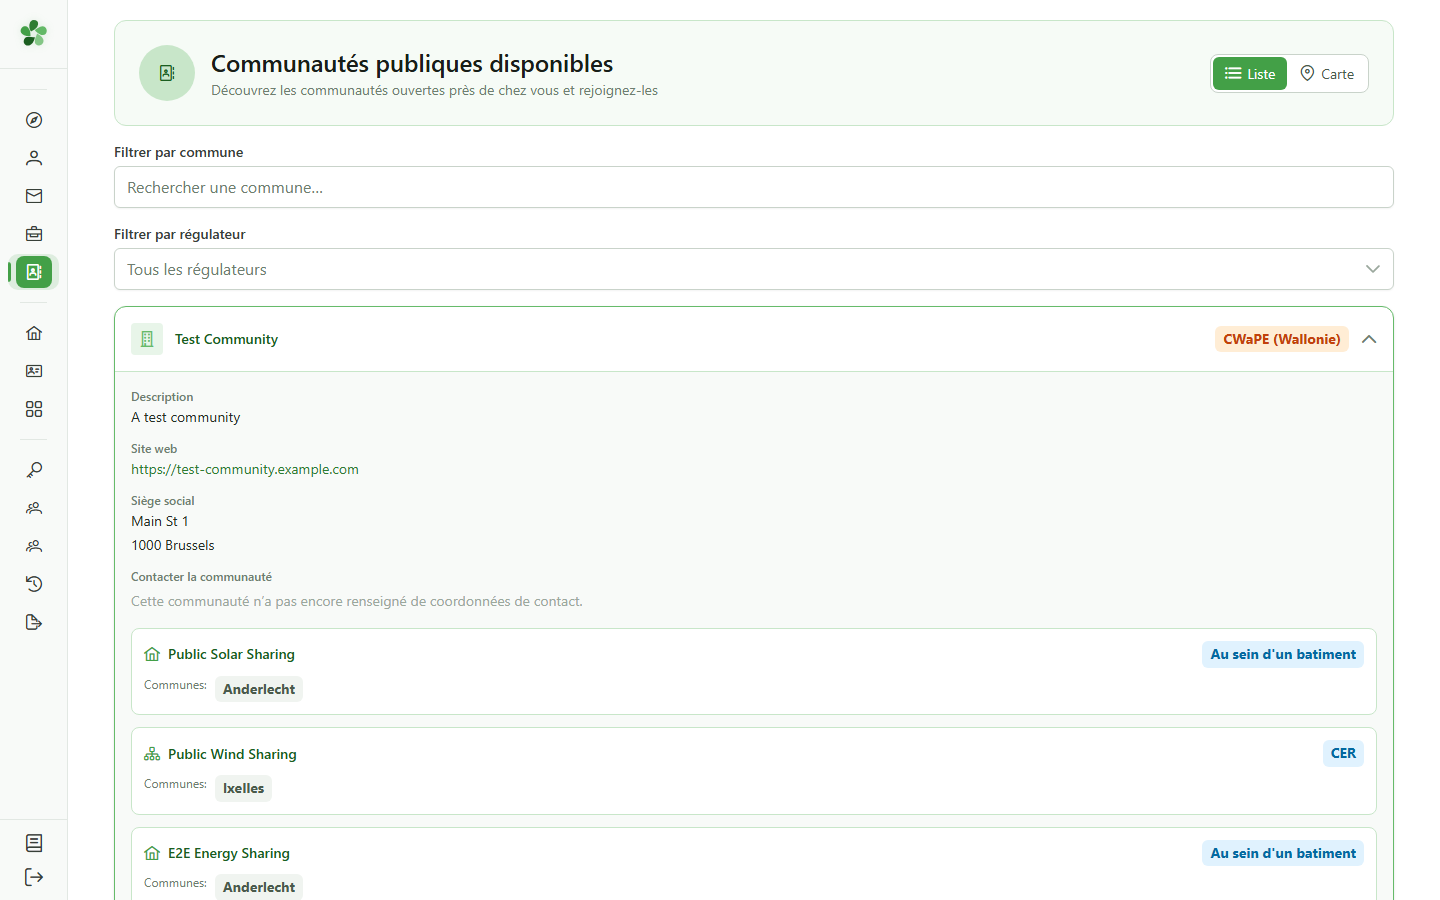 Communautés publiques disponibles
Découvrez les communautés ouvertes près de chez vous et rejoignez-les
Liste
Carte
Filtrer par commune
Rechercher une commune...
Filtrer par régulateur
Tous les régulateurs
Test Community
CWaPE (Wallonie)
Description
A test community
Site web
https://test-community.example.com
Siège social
Main St 1
1000 Brussels
Contacter la communauté
Cette communauté n'a pas encore renseigné de coordonnées de contact.
Public Solar Sharing
Au sein d'un batiment
Communes:
Anderlecht
Public Wind Sharing
CER
Communes:
Ixelles
E2E Energy Sharing
Au sein d'un batiment
Communes:
Anderlecht